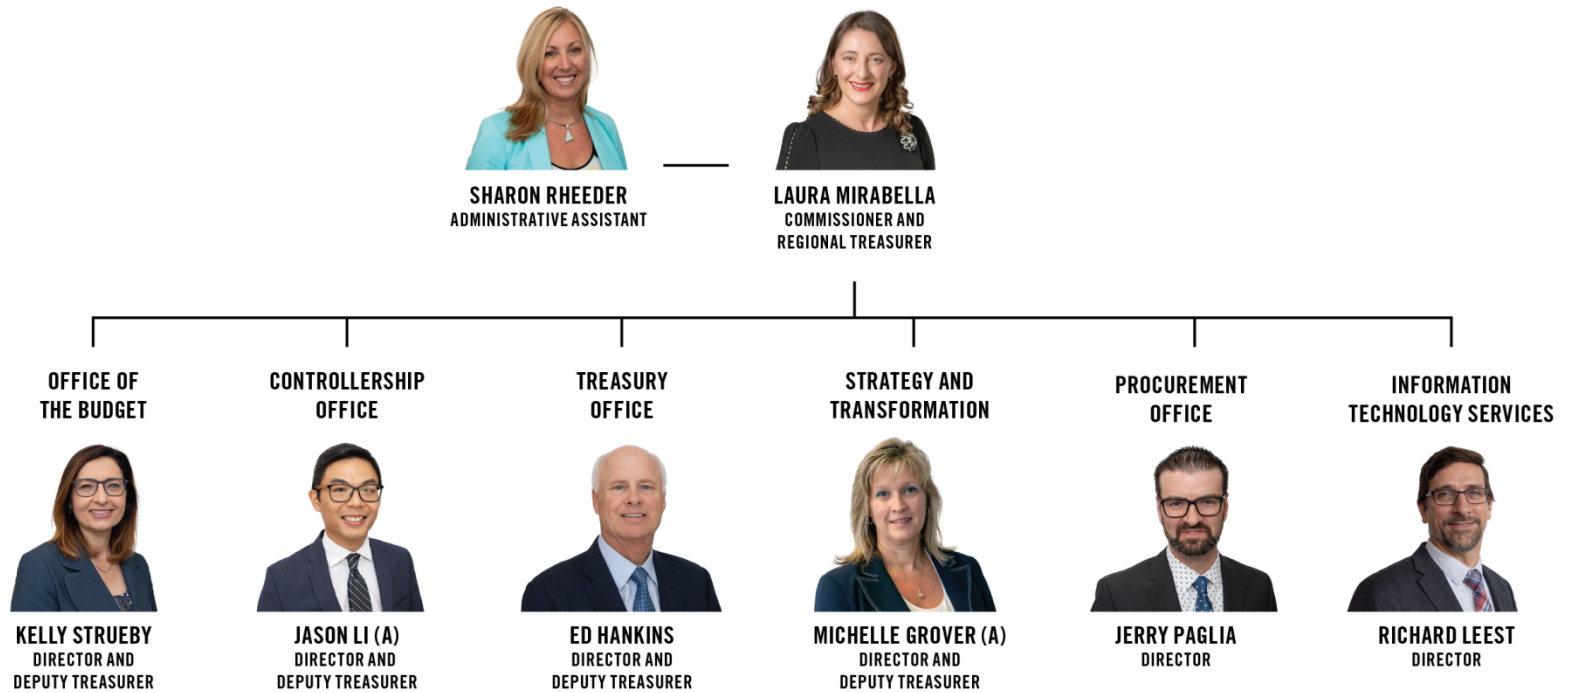 SHARON RHEEDER
ADMINISTRATIVE ASSISTANT
LAURA MIRABELLA
COMMISSIONER AND
REGIONAL TREASURER
OFFICE OF
THE BUDGET
KELLY STRUEBY
DIRECTOR AND
DEPUTY TREASURER
CONTROLLERSHIP
OFFICE
JASON LI (A)
DIRECTOR AND
DEPUTY TREASURER
TREASURY
OFFICE
ED HANKINS
DIRECTOR AND
DEPUTY TREASURER
STRATEGY AND
TRANSFORMATION
MICHELLE GROVER (A)
DIRECTOR AND
DEPUTY TREASURER
PROCUREMENT
OFFICE
JERRY PAGLIA
DIRECTOR
INFORMATION
TECHNOLOGY SERVICES
RICHARD LEEST
DIRECTOR